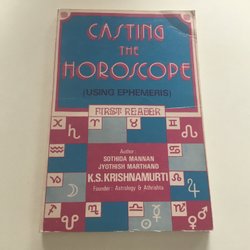 CASTING
THE
HOROSCOPE
(USING EPHEMERIS)
FIRST READER
Author :
SOTHIDA MANNAN
JYOTHISH MARTHAND
K.S. KRISHNAMURTI
Founder : Astrology & Athrishta